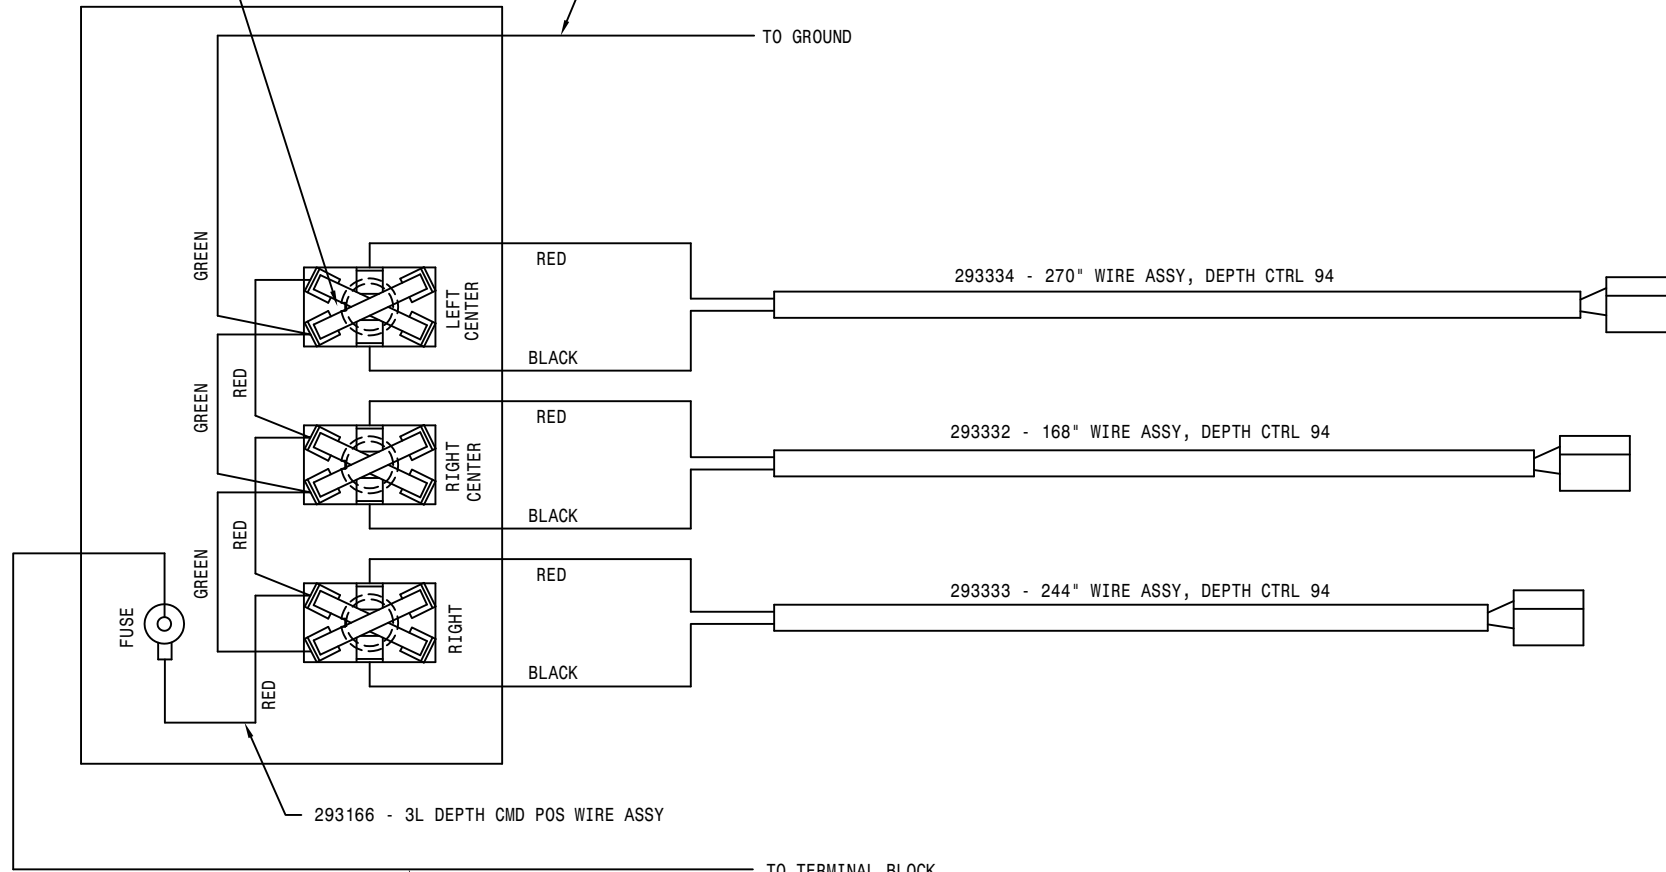 TO GROUND
GREEN
RED
293334 - 270" WIRE ASSY, DEPTH CTRL 94
LEFT
CENTER
BLACK
RED
GREEN
RED
293332 - 168" WIRE ASSY, DEPTH CTRL 94
RIGHT
CENTER
BLACK
RED
GREEN
RED
293333 - 244" WIRE ASSY, DEPTH CTRL 94
FUSE
RIGHT
BLACK
RED
293166 - 3L DEPTH CMD POS WIRE ASSY
TO TERMINAL BLOCK